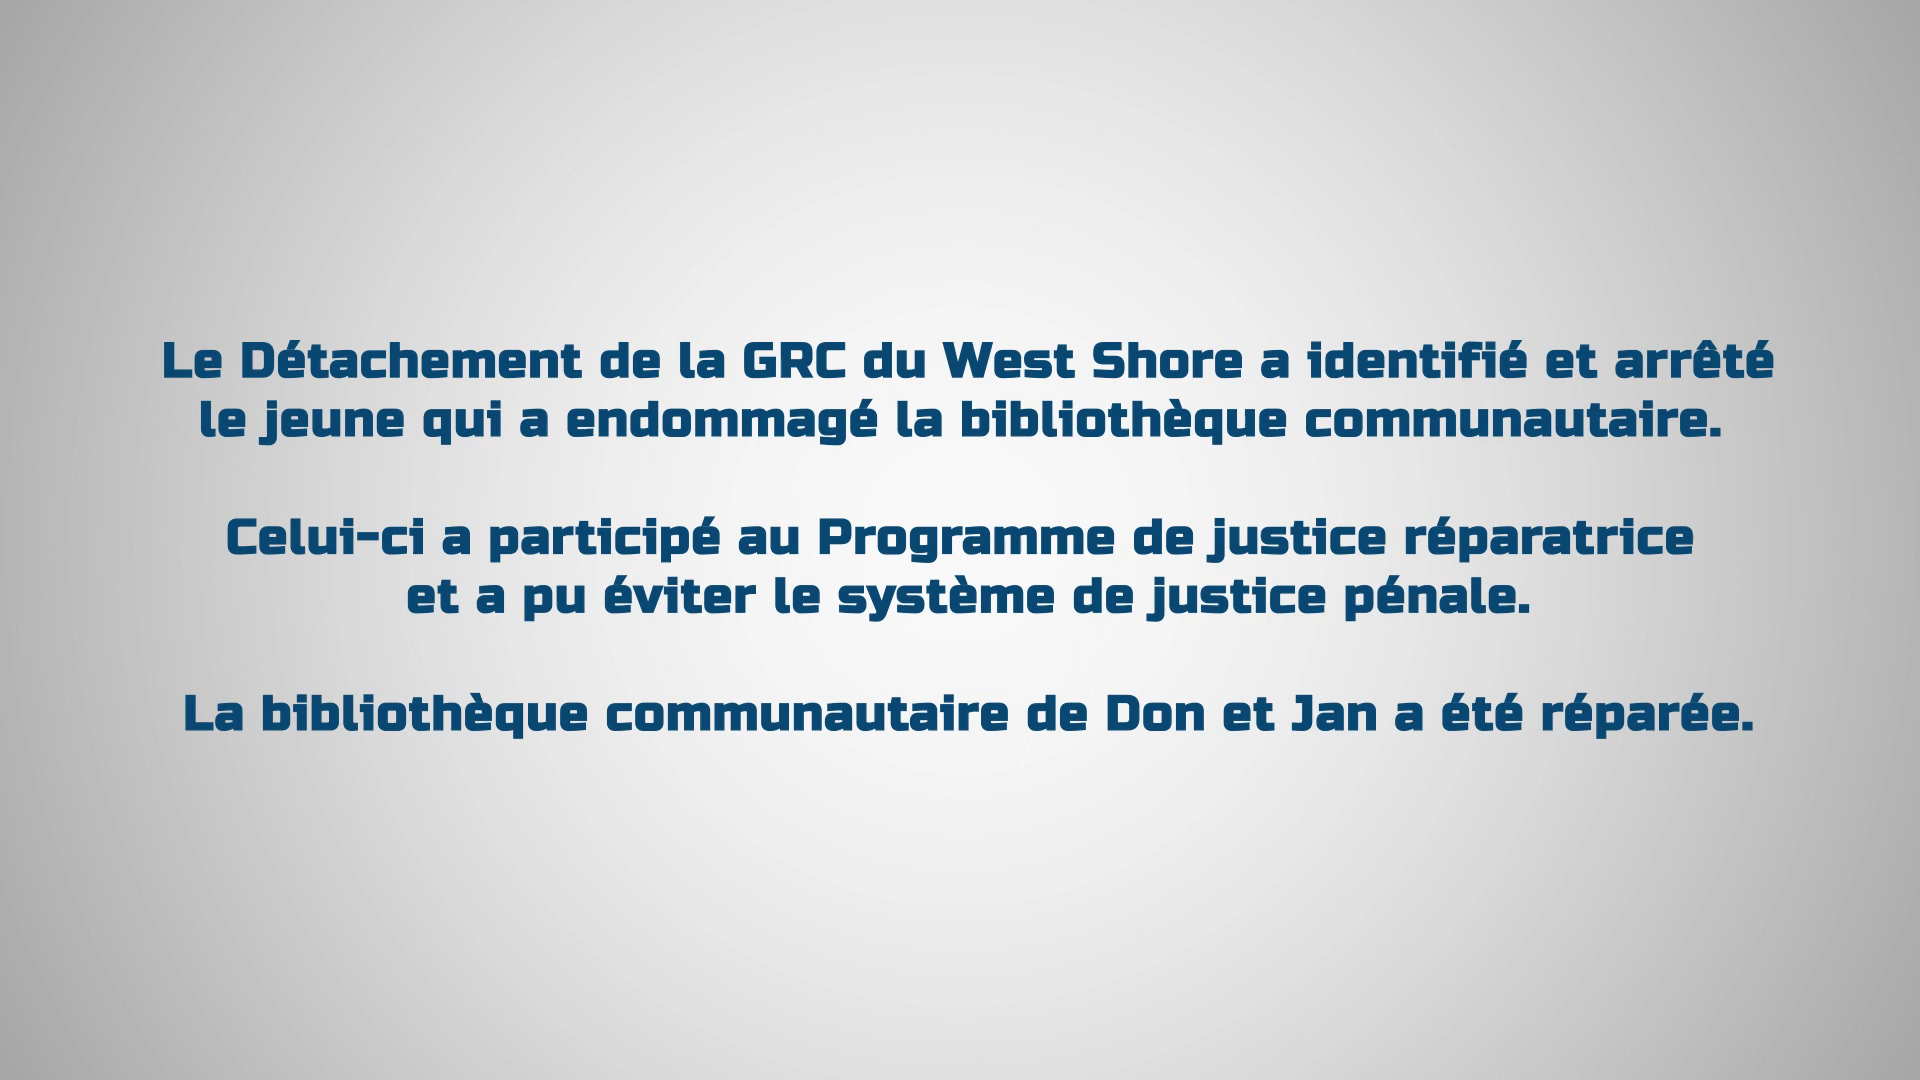 Le Détachement de la GRC du West Shore a identifié et arrêté
le jeune qui a endommagé la bibliothèque communautaire.
Celui-ci a participé au Programme de justice réparatrice
et a pu éviter le système de justice pénale.
La bibliothèque communautaire de Don et Jan a été réparée.